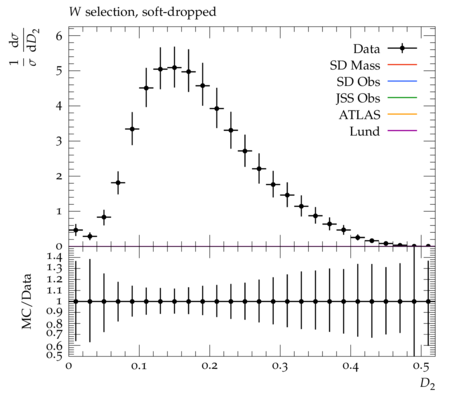 W selection, soft-dropped
1/σ dσ/dD₂
6
5
4
3
2
1
0
Data
SD Mass
SD Obs
JSS Obs
ATLAS
Lund
MC/Data
1.4
1.3
1.2
1.1
1
0.9
0.8
0.7
0.6
0.5
0 0.1 0.2 0.3 0.4 0.5
D₂